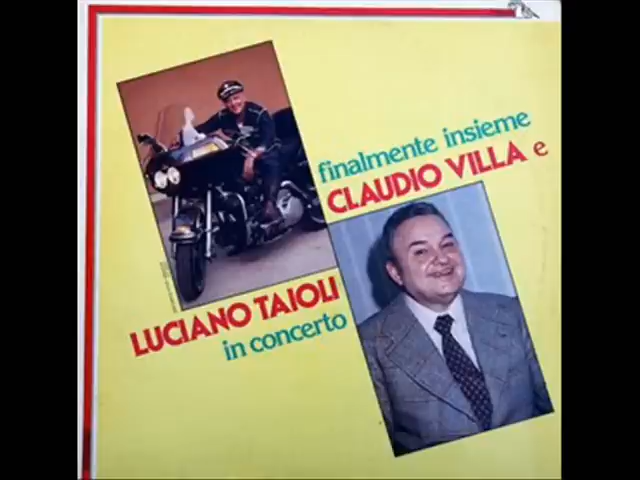 finalmente insieme
CLAUDIO VILLA e
LUCIANO TAIOLI
in concerto